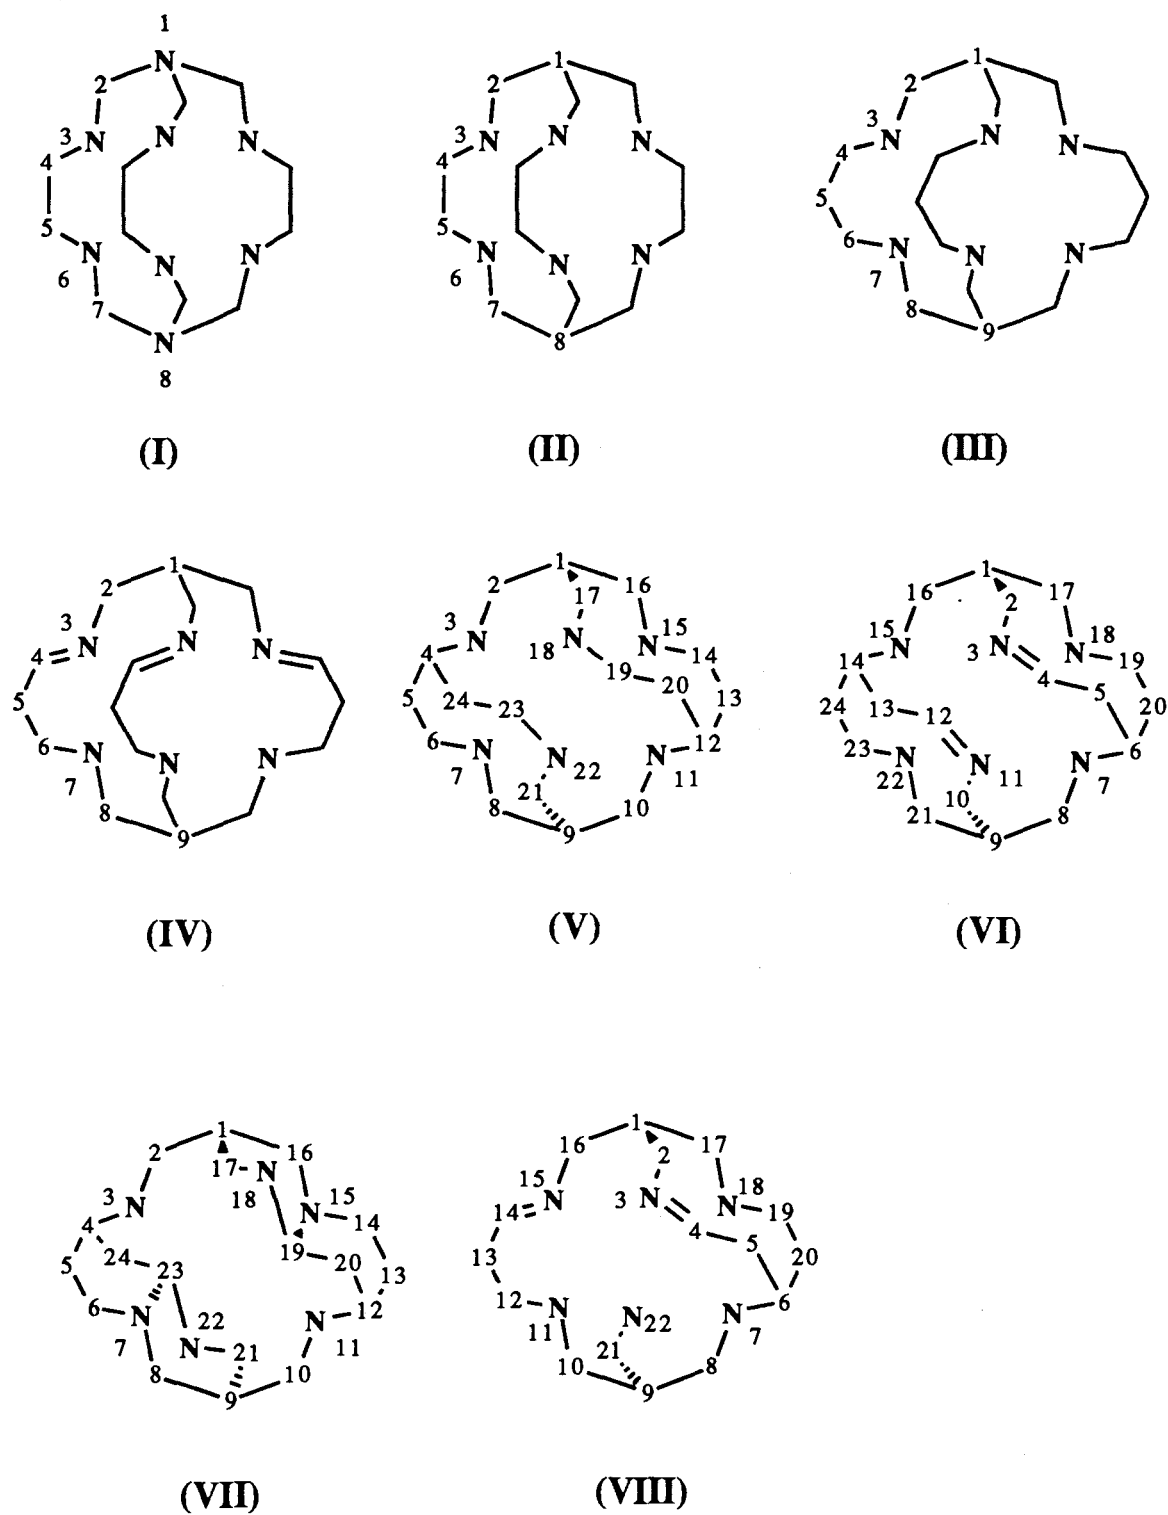 1 1 1
N 2 2
2
3 N N N 3 N N N 3 N N N
4 4 4
5 5 5
N N N N N N 6 N N N
6 6 7
7 7 8
N 8 9
8
(I) (II) (III)
1 1 1
2 2 16 16 2 17
3 N N N 3 N 17 N 15 15 N N 18 N
4 18 N 14 14 3 19
5 4 19 20 13 4 5 20
6 N N N 5 24 23 12 24 13 12 6
7 6 N N N 11 23 N N N 7
8 7 22 22 11
9 8 21 10 21 10 8
9 9
(IV) (V) (VI)
1 1
2 16 16 2 17
17 N 15 N 18
3 N 18 N 15 14 N 3 N N 19
4 19 14 13 4 5 20
5 24 23 20 13 12 N N 22 N 6
6 N 22 N 12 11 7
7 N 11 21
8 21 10 10 8
9 9
(VII) (VIII)